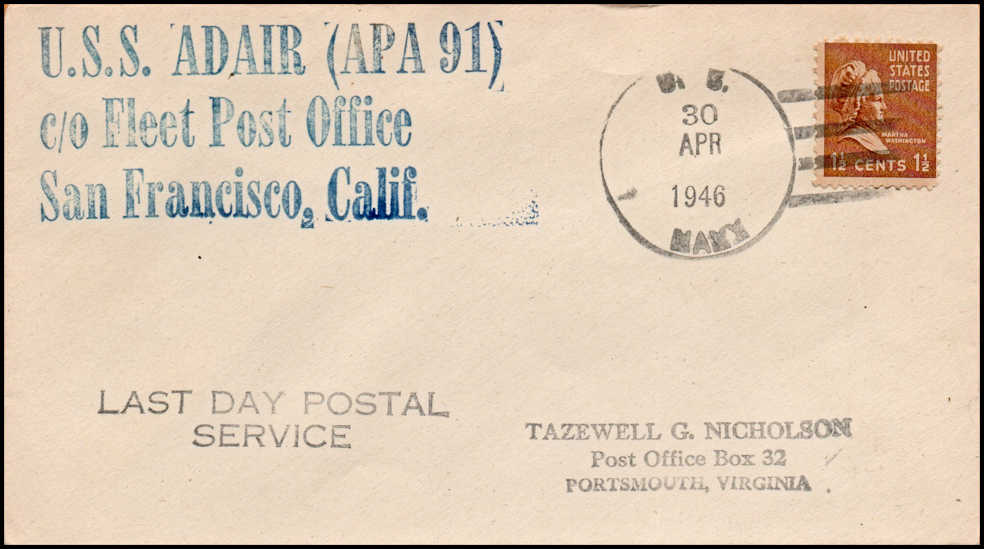 U.S.S. ADAIR (APA 91)
c/o Fleet Post Office
San Francisco, Calif.
U. S.
30
APR
1946
NAVY
UNITED
STATES
POSTAGE
MARTHA
WASHINGTON
1½ CENTS 1½
LAST DAY POSTAL
SERVICE
TAZEWELL G. NICHOLSON
Post Office Box 32
PORTSMOUTH, VIRGINIA